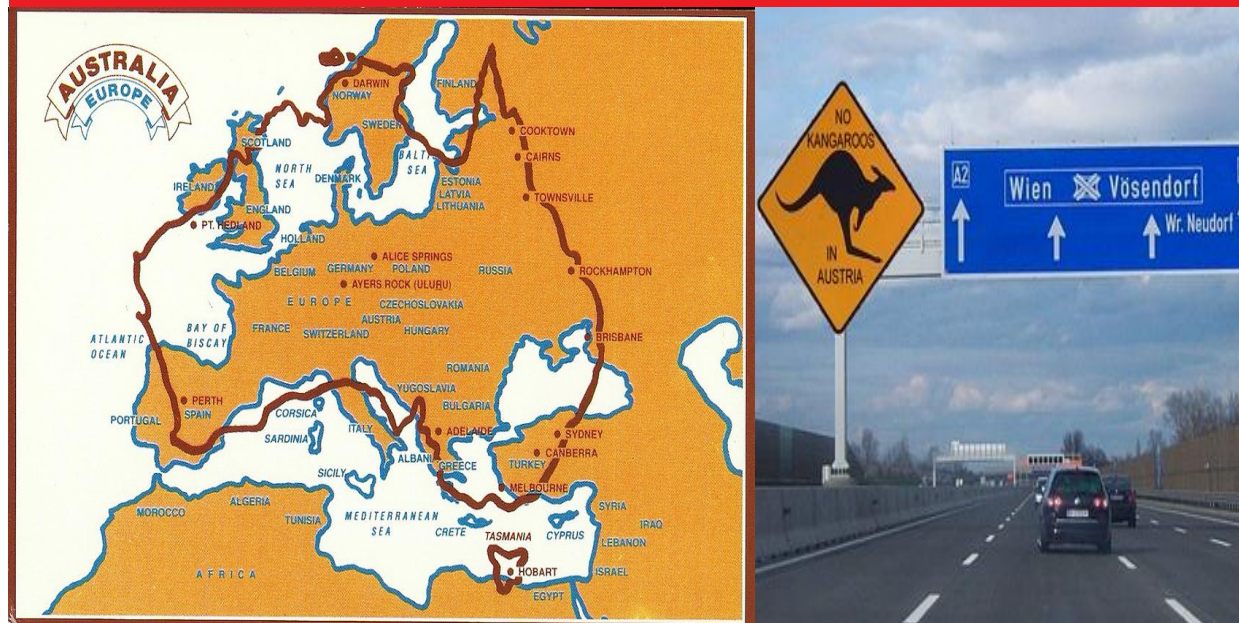 AUSTRALIA
EUROPE
DARWIN
NORWAY
FINLAND
SWEDEN
COOKTOWN
SCOTLAND
CAIRNS
NORTH
SEA
BALTIC
SEA
DENMARK
IRELAND
ESTONIA
LATVIA
LITHUANIA
TOWNSVILLE
ENGLAND
PT. HEDLAND
HOLLAND
ALICE SPRINGS
BELGIUM
GERMANY
POLAND
RUSSIA
ROCKHAMPTON
AYERS ROCK (ULURU)
EUROPE
CZECHOSLOVAKIA
AUSTRIA
HUNGARY
FRANCE
SWITZERLAND
BAY OF
BISCAY
ATLANTIC
OCEAN
BRISBANE
ROMANIA
YUGOSLAVIA
BULGARIA
PERTH
SPAIN
PORTUGAL
CORSICA
SARDINIA
ITALY
ADELAIDE
SYDNEY
CANBERRA
ALBANI
GREECE
TURKEY
SICILY
MELBOURNE
MOROCCO
ALGERIA
TUNISIA
MEDITERRANEAN
SEA
CRETE
TASMANIA
CYPRUS
SYRIA
IRAQ
LEBANON
HOBART
ISRAEL
AFRICA
EGYPT
NO
KANGAROOS
IN
AUSTRIA
A2
Wien Vösendorf
Wr. Neudorf